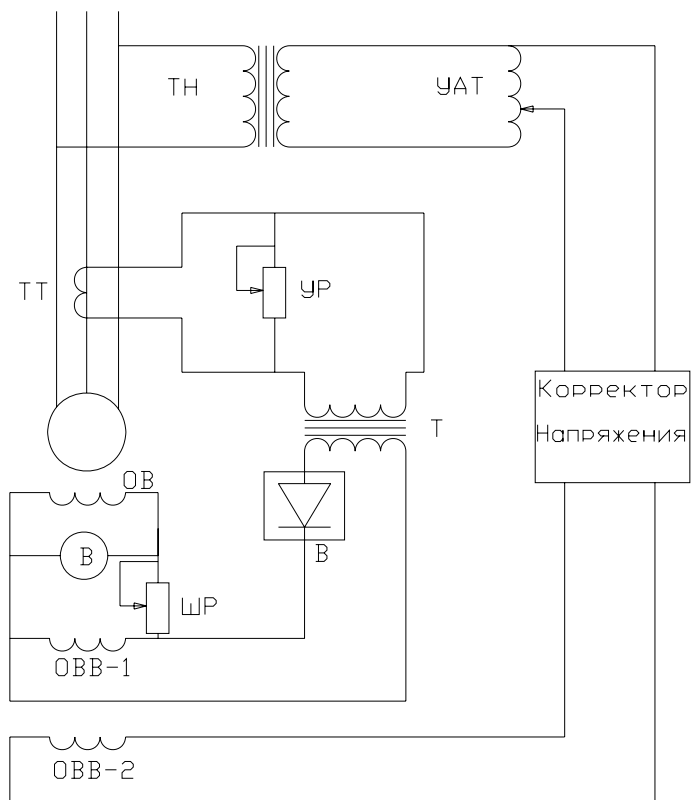 ТН
УАТ
ТТ
УР
Корректор
Напряжения
Т
ОВ
В
В
ШР
ОВВ-1
ОВВ-2